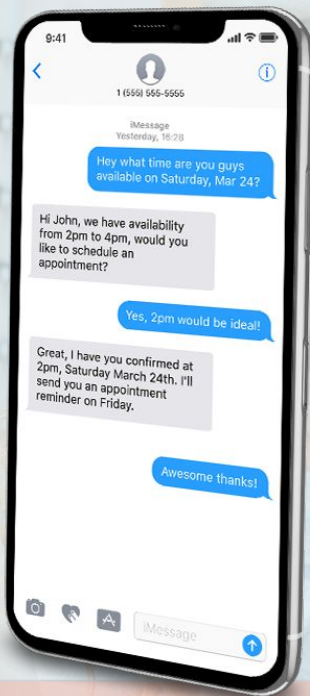 9:41
1 (555) 555-5555
iMessage
Yesterday, 16:28
Hey what time are you guys
available on Saturday, Mar 24?
Hi John, we have availability
from 2pm to 4pm, would you
like to schedule an
appointment?
Yes, 2pm would be ideal!
Great, I have you confirmed at
2pm, Saturday March 24th. I'll
send you an appointment
reminder on Friday.
Awesome thanks!
iMessage